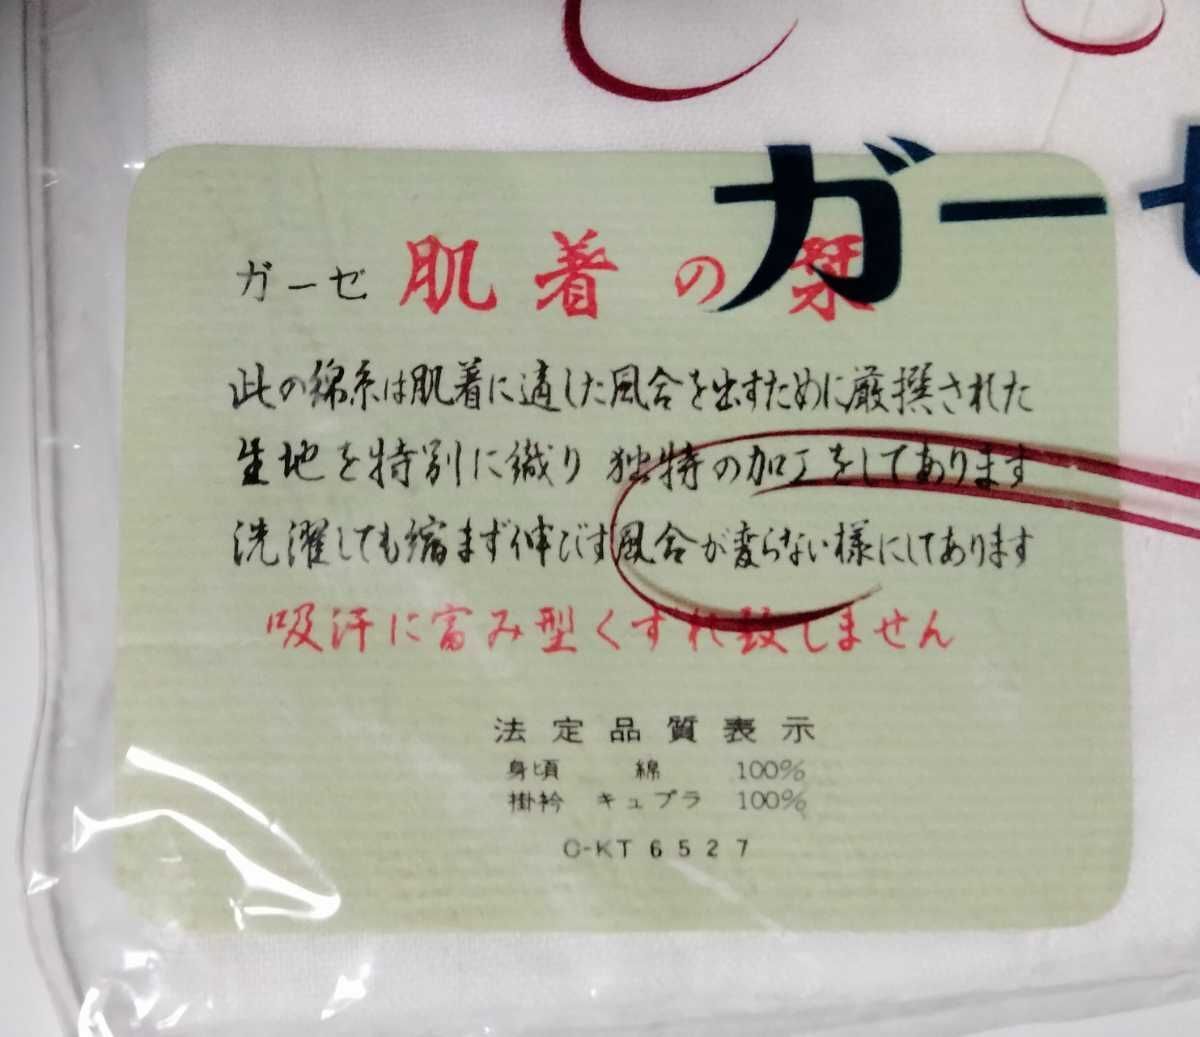 ガーゼ
ガーゼ 肌着の栞
此の綿糸は肌着に適した風合を出すために厳撰された
生地を特別に織り 独特の加工をしてあります
洗濯しても縮まず伸びず風合が変らない様にしてあります
吸汗に富み型くずれ致しません
法定品質表示
身頃 綿 100%
掛衿 キュプラ 100%
C-KT 6527